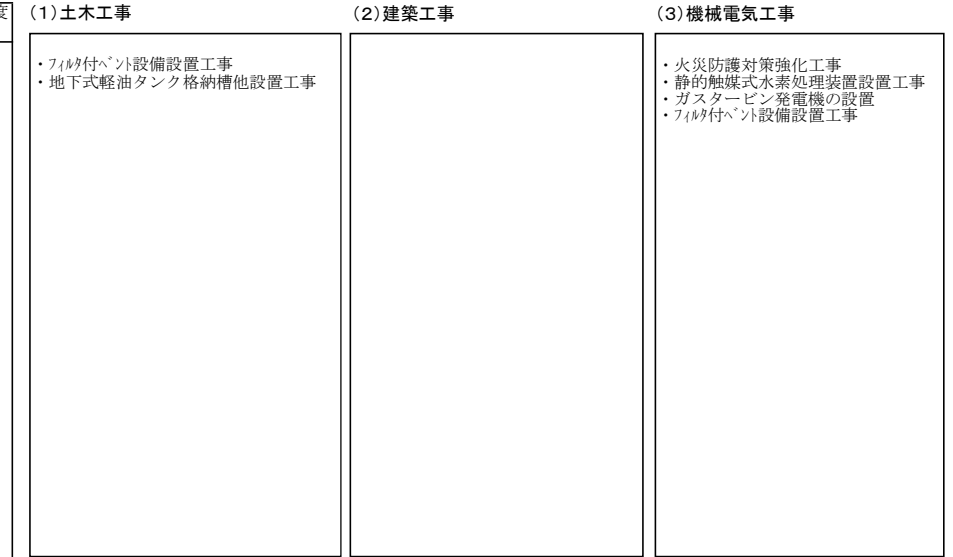 度
(1)土木工事
・ﾌｨﾙﾀ付ﾍﾞﾝﾄ設備設置工事
・地下式軽油タンク格納槽他設置工事
(2)建築工事
(3)機械電気工事
・火災防護対策強化工事
・静的触媒式水素処理装置設置工事
・ガスタービン発電機の設置
・ﾌｨﾙﾀ付ﾍﾞﾝﾄ設備設置工事